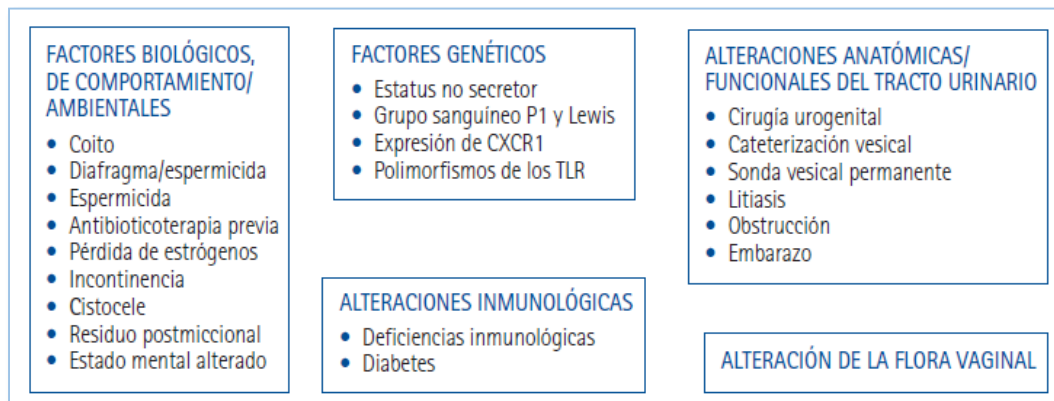 FACTORES BIOLÓGICOS,
DE COMPORTAMIENTO/
AMBIENTALES
• Coito
• Diafragma/espermicida
• Espermicida
• Antibioticoterapia previa
• Pérdida de estrógenos
• Incontinencia
• Cistocele
• Residuo postmiccional
• Estado mental alterado
FACTORES GENÉTICOS
• Estatus no secretor
• Grupo sanguíneo P1 y Lewis
• Expresión de CXCR1
• Polimorfismos de los TLR
ALTERACIONES INMUNOLÓGICAS
• Deficiencias inmunológicas
• Diabetes
ALTERACIONES ANATÓMICAS/
FUNCIONALES DEL TRACTO URINARIO
• Cirugía urogenital
• Cateterización vesical
• Sonda vesical permanente
• Litiasis
• Obstrucción
• Embarazo
ALTERACIÓN DE LA FLORA VAGINAL